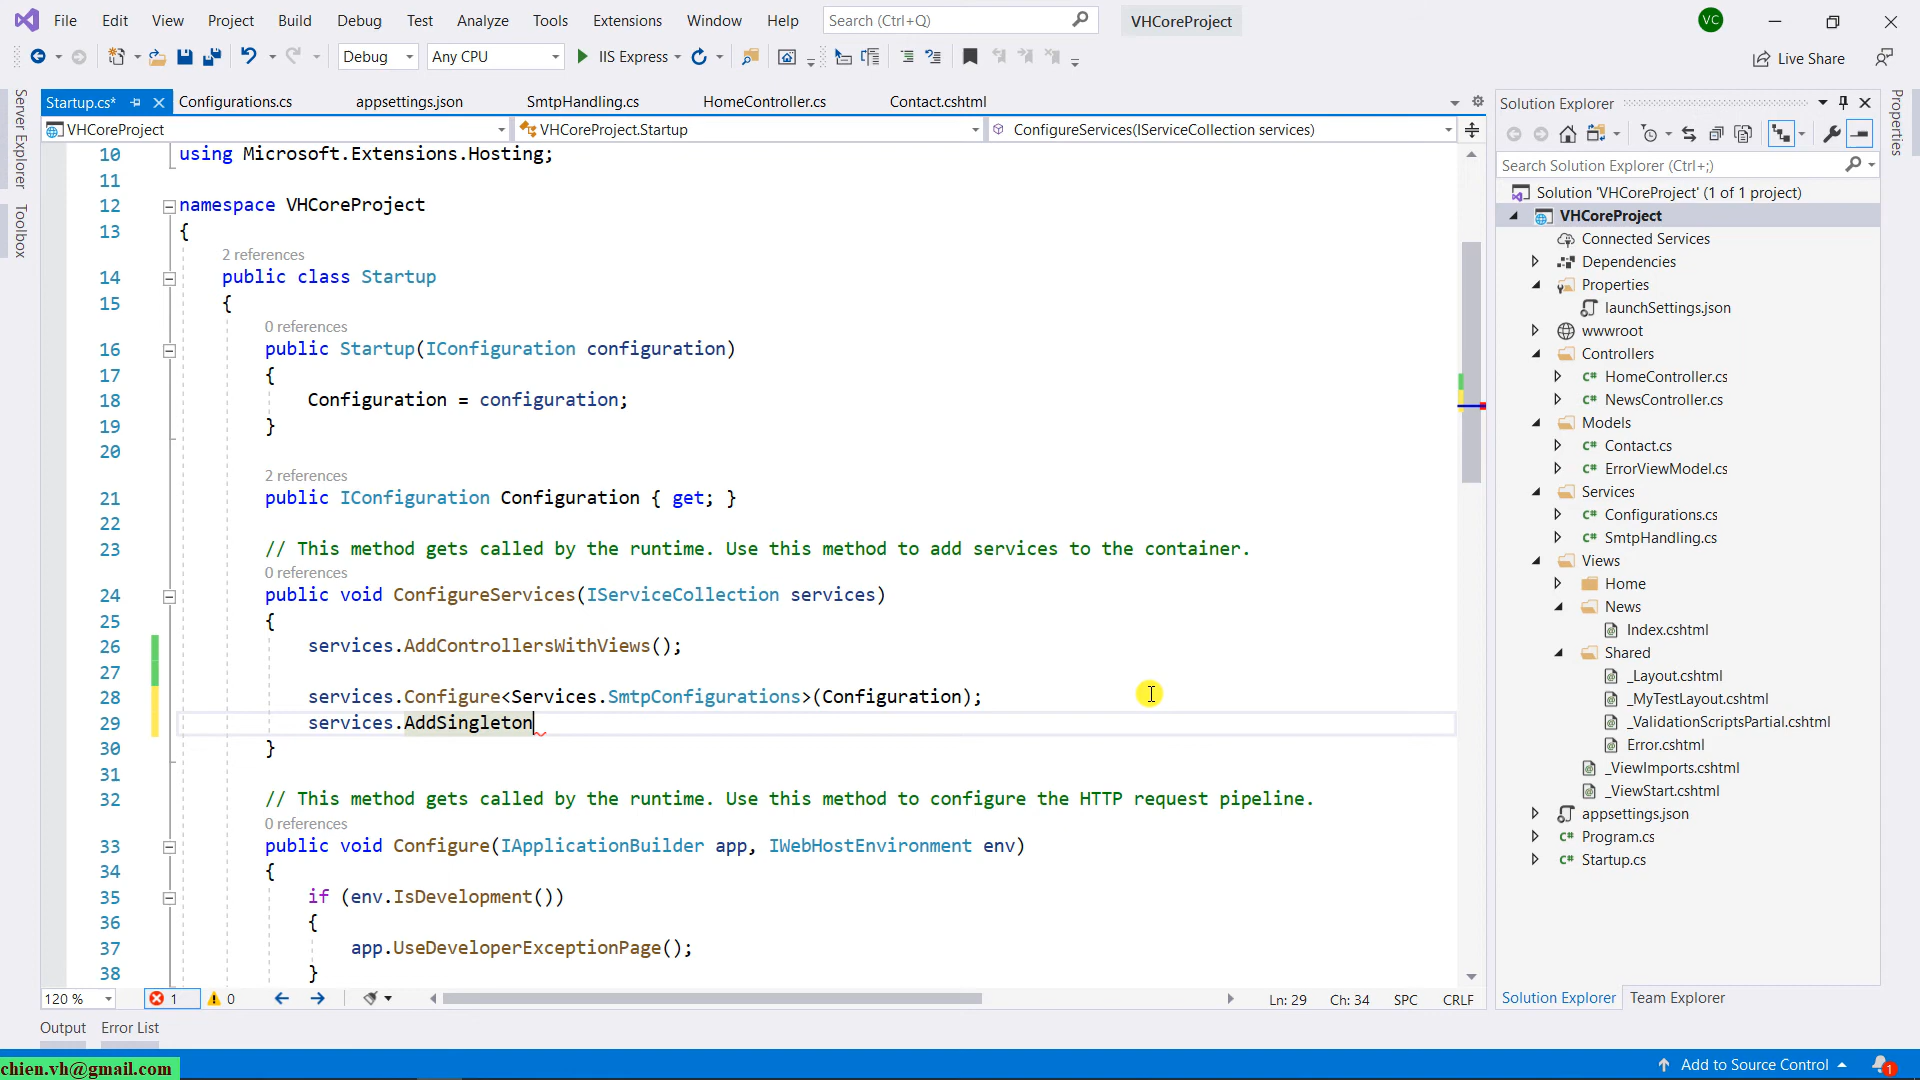 File Edit View Project Build Debug Test Analyze Tools Extensions Window Help Search (Ctrl+Q) VHCoreProject VC
Debug Any CPU IIS Express Live Share
Startup.cs* Configurations.cs appsettings.json SmtpHandling.cs HomeController.cs Contact.cshtml
VHCoreProject VHCoreProject.Startup ConfigureServices(IServiceCollection services)
Server Explorer
Toolbox
10 using Microsoft.Extensions.Hosting;
11
12 namespace VHCoreProject
13 {
2 references
14 public class Startup
15 {
0 references
16 public Startup(IConfiguration configuration)
17 {
18 Configuration = configuration;
19 }
20
2 references
21 public IConfiguration Configuration { get; }
22
23 // This method gets called by the runtime. Use this method to add services to the container.
0 references
24 public void ConfigureServices(IServiceCollection services)
25 {
26 services.AddControllersWithViews();
27
28 services.Configure<Services.SmtpConfigurations>(Configuration);
29 services.AddSingleton
30 }
31
32 // This method gets called by the runtime. Use this method to configure the HTTP request pipeline.
0 references
33 public void Configure(IApplicationBuilder app, IWebHostEnvironment env)
34 {
35 if (env.IsDevelopment())
36 {
37 app.UseDeveloperExceptionPage();
38 }
120 % 1 0 Ln: 29 Ch: 34 SPC CRLF
Solution Explorer
Search Solution Explorer (Ctrl+;)
Solution 'VHCoreProject' (1 of 1 project)
VHCoreProject
Connected Services
Dependencies
Properties
launchSettings.json
wwwroot
Controllers
C# HomeController.cs
C# NewsController.cs
Models
C# Contact.cs
C# ErrorViewModel.cs
Services
C# Configurations.cs
C# SmtpHandling.cs
Views
Home
News
Index.cshtml
Shared
_Layout.cshtml
_MyTestLayout.cshtml
_ValidationScriptsPartial.cshtml
Error.cshtml
_ViewImports.cshtml
_ViewStart.cshtml
appsettings.json
C# Program.cs
C# Startup.cs
Solution Explorer Team Explorer
Properties
Output Error List
chien.vh@gmail.com
Add to Source Control 1